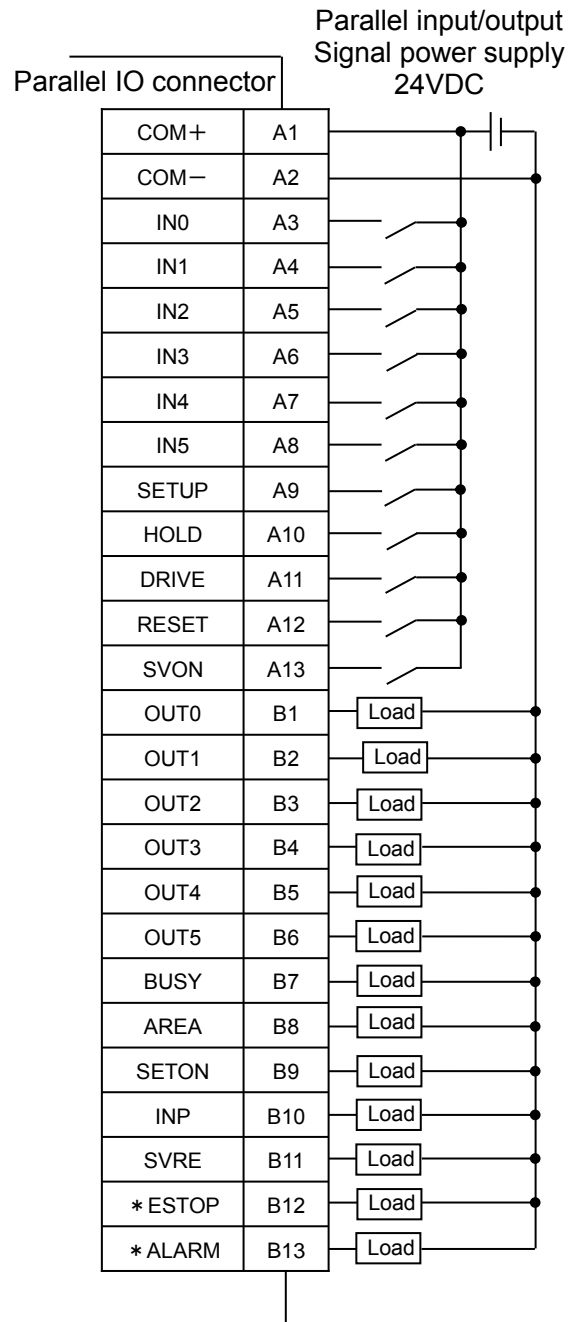 Parallel input/output
Signal power supply
24VDC
Parallel IO connector
COM＋ A1
COM－ A2
IN0 A3
IN1 A4
IN2 A5
IN3 A6
IN4 A7
IN5 A8
SETUP A9
HOLD A10
DRIVE A11
RESET A12
SVON A13
OUT0 B1 Load
OUT1 B2 Load
OUT2 B3 Load
OUT3 B4 Load
OUT4 B5 Load
OUT5 B6 Load
BUSY B7 Load
AREA B8 Load
SETON B9 Load
INP B10 Load
SVRE B11 Load
＊ESTOP B12 Load
＊ALARM B13 Load